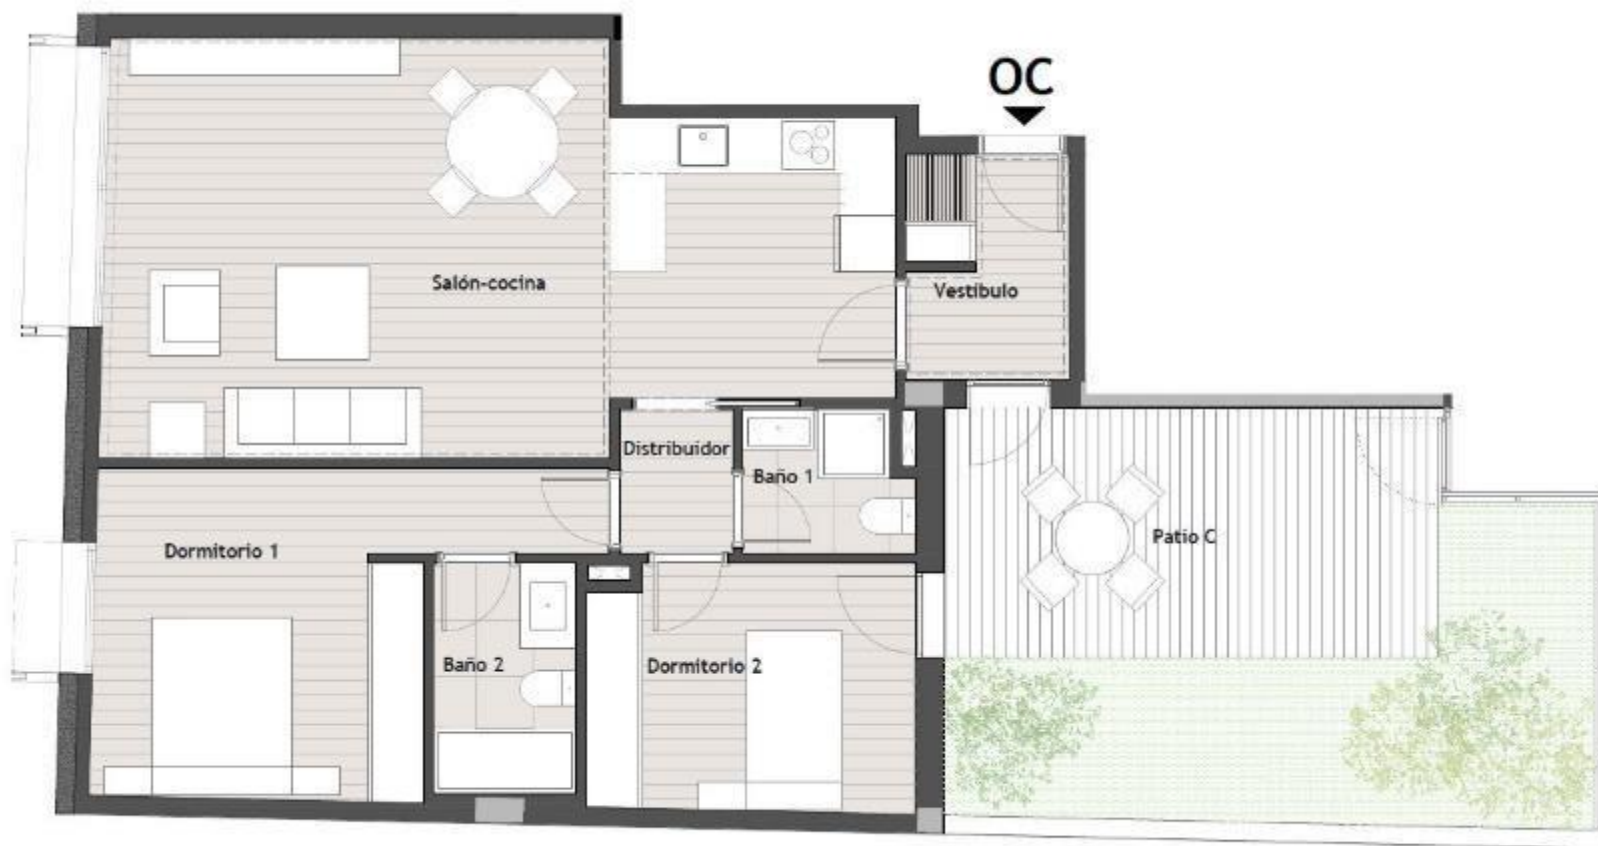 OC
Salón-cocina
Vestíbulo
Distribuidor
Baño 1
Patio C
Dormitorio 1
Baño 2
Dormitorio 2